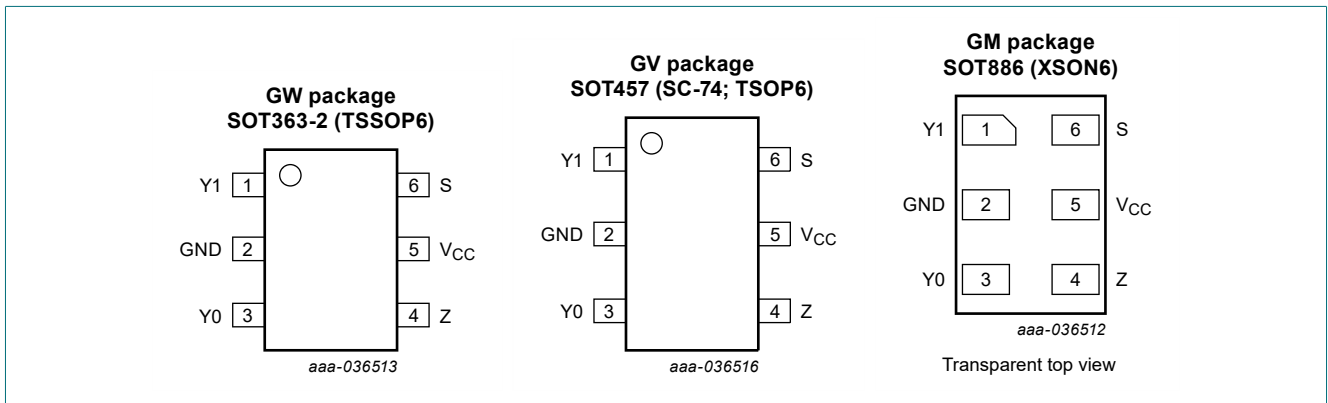 GW package
SOT363-2 (TSSOP6)
Y1 1 6 S
GND 2 5 VCC
Y0 3 4 Z
aaa-036513
GV package
SOT457 (SC-74; TSOP6)
Y1 1 6 S
GND 2 5 VCC
Y0 3 4 Z
aaa-036516
GM package
SOT886 (XSON6)
Y1 1 6 S
GND 2 5 VCC
Y0 3 4 Z
aaa-036512
Transparent top view